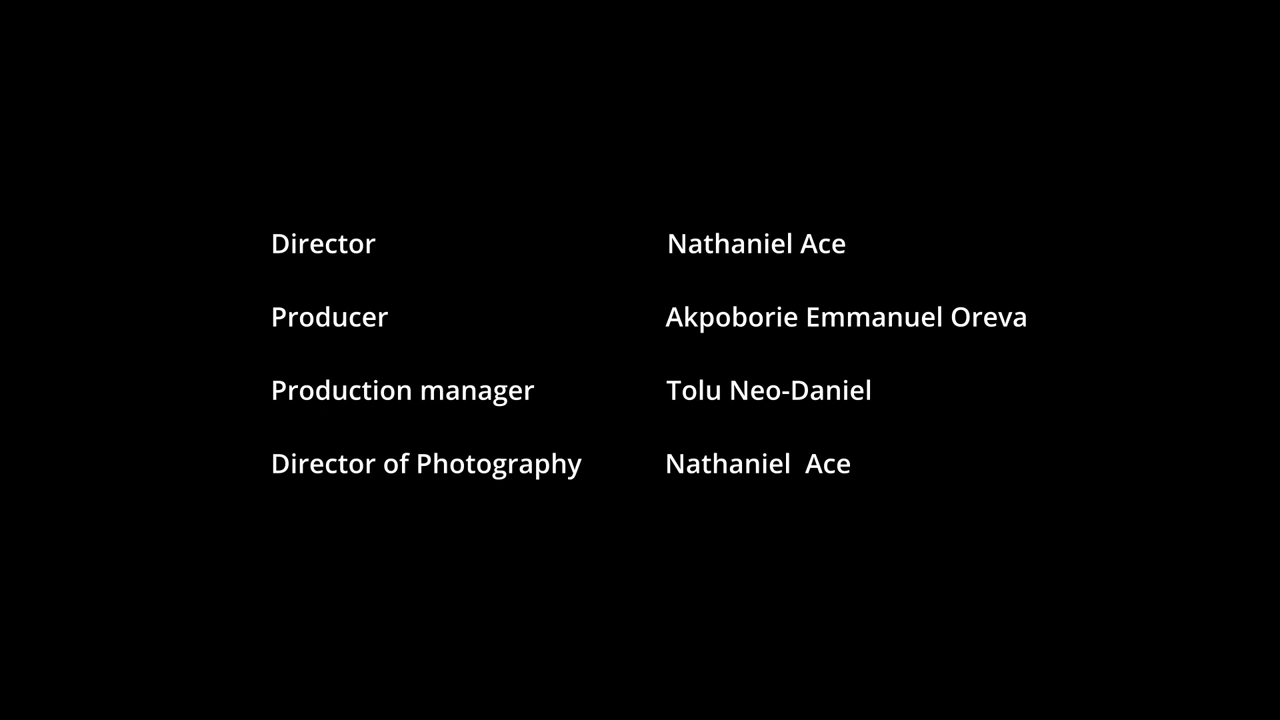 Director Nathaniel Ace
Producer Akpoborie Emmanuel Oreva
Production manager Tolu Neo-Daniel
Director of Photography Nathaniel  Ace